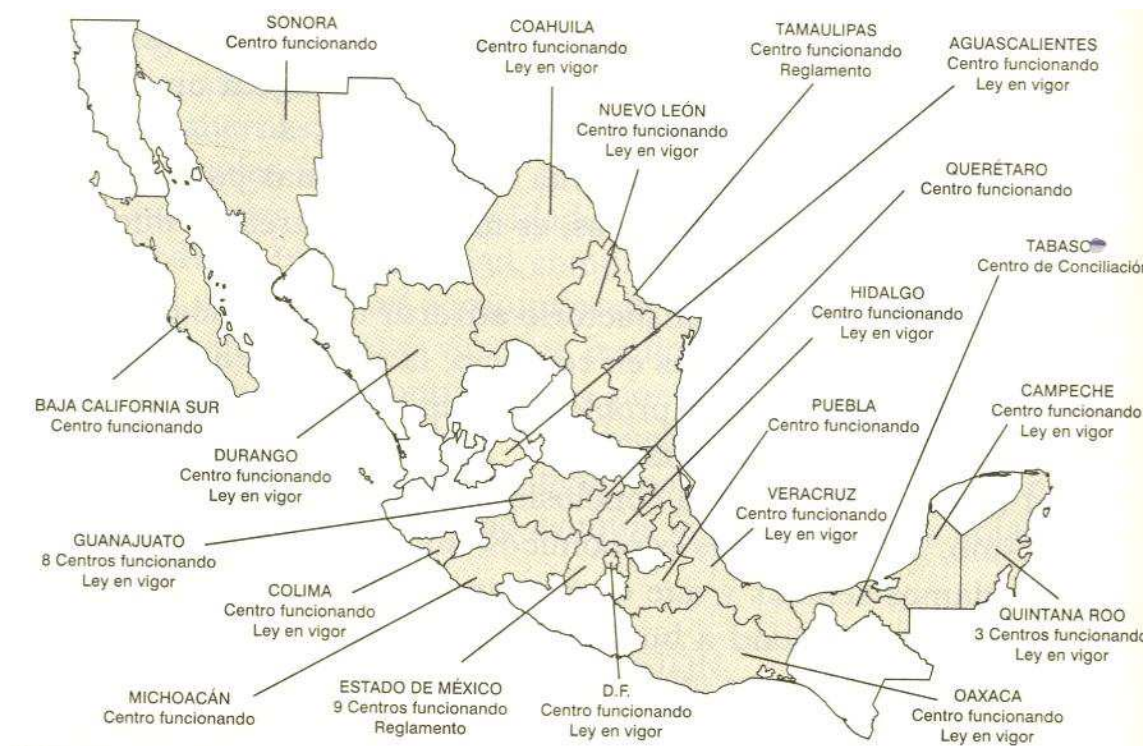 SONORA
Centro funcionando
COAHUILA
Centro funcionando
Ley en vigor
TAMAULIPAS
Centro funcionando
Reglamento
AGUASCALIENTES
Centro funcionando
Ley en vigor
NUEVO LEÓN
Centro funcionando
Ley en vigor
QUERÉTARO
Centro funcionando
TABASCO
Centro de Conciliación
HIDALGO
Centro funcionando
Ley en vigor
BAJA CALIFORNIA SUR
Centro funcionando
DURANGO
Centro funcionando
Ley en vigor
PUEBLA
Centro funcionando
CAMPECHE
Centro funcionando
Ley en vigor
VERACRUZ
Centro funcionando
Ley en vigor
GUANAJUATO
8 Centros funcionando
Ley en vigor
COLIMA
Centro funcionando
Ley en vigor
QUINTANA ROO
3 Centros funcionando
Ley en vigor
MICHOACÁN
Centro funcionando
ESTADO DE MÉXICO
9 Centros funcionando
Reglamento
D.F.
Centro funcionando
Ley en vigor
OAXACA
Centro funcionando
Ley en vigor